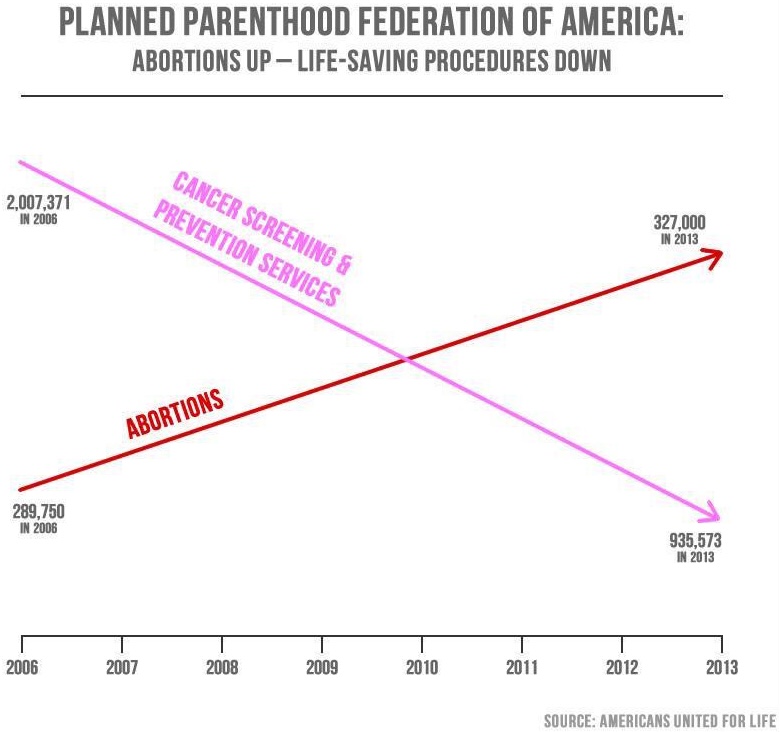 PLANNED PARENTHOOD FEDERATION OF AMERICA:
ABORTIONS UP – LIFE-SAVING PROCEDURES DOWN
CANCER SCREENING &
PREVENTION SERVICES
2,007,371
IN 2006
327,000
IN 2013
ABORTIONS
289,750
IN 2006
935,573
IN 2013
2006 2007 2008 2009 2010 2011 2012 2013
SOURCE: AMERICANS UNITED FOR LIFE